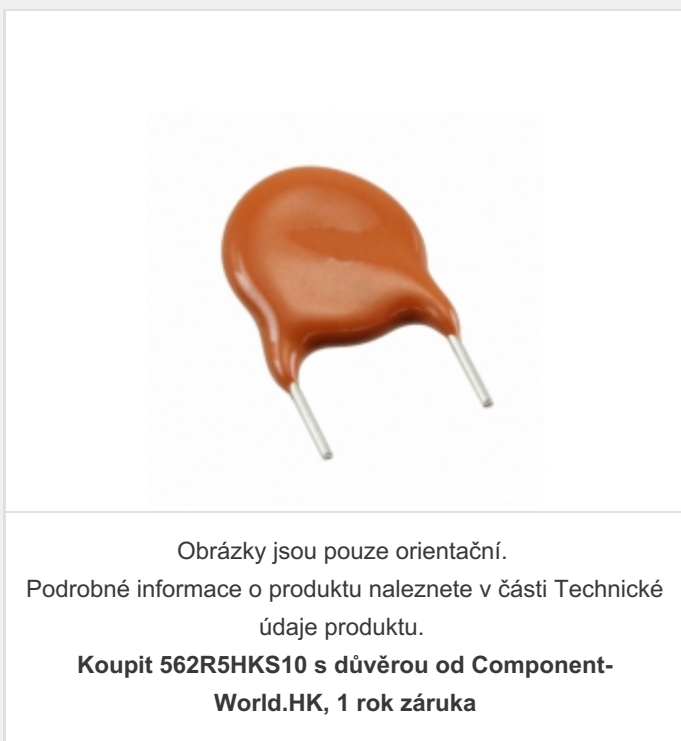 Obrázky jsou pouze orientační.
Podrobné informace o produktu naleznete v části Technické
údaje produktu.
Koupit 562R5HKS10 s důvěrou od Component-
World.HK, 1 rok záruka